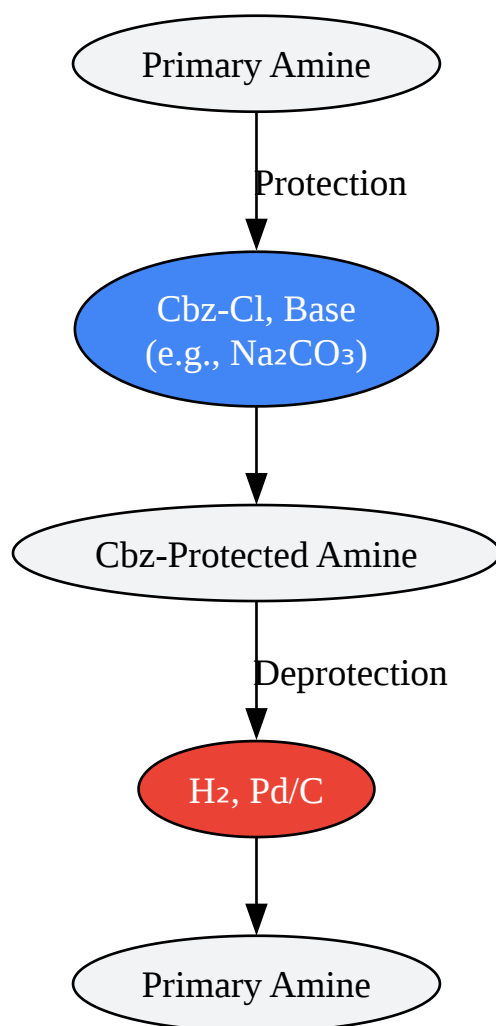 Primary Amine
Protection
Cbz-Cl, Base
(e.g., Na₂CO₃)
Cbz-Protected Amine
Deprotection
H₂, Pd/C
Primary Amine